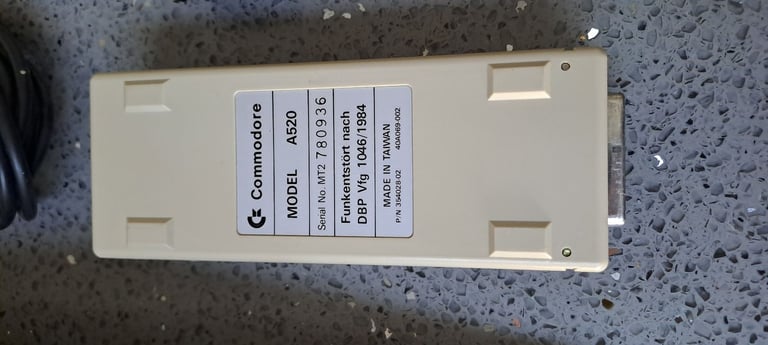 Commodore
MODEL A520
Serial No. MT2 780936
Funkentstört nach
DBP Vfg 1046/1984
MADE IN TAIWAN
P/N 354028-02 40A069-002